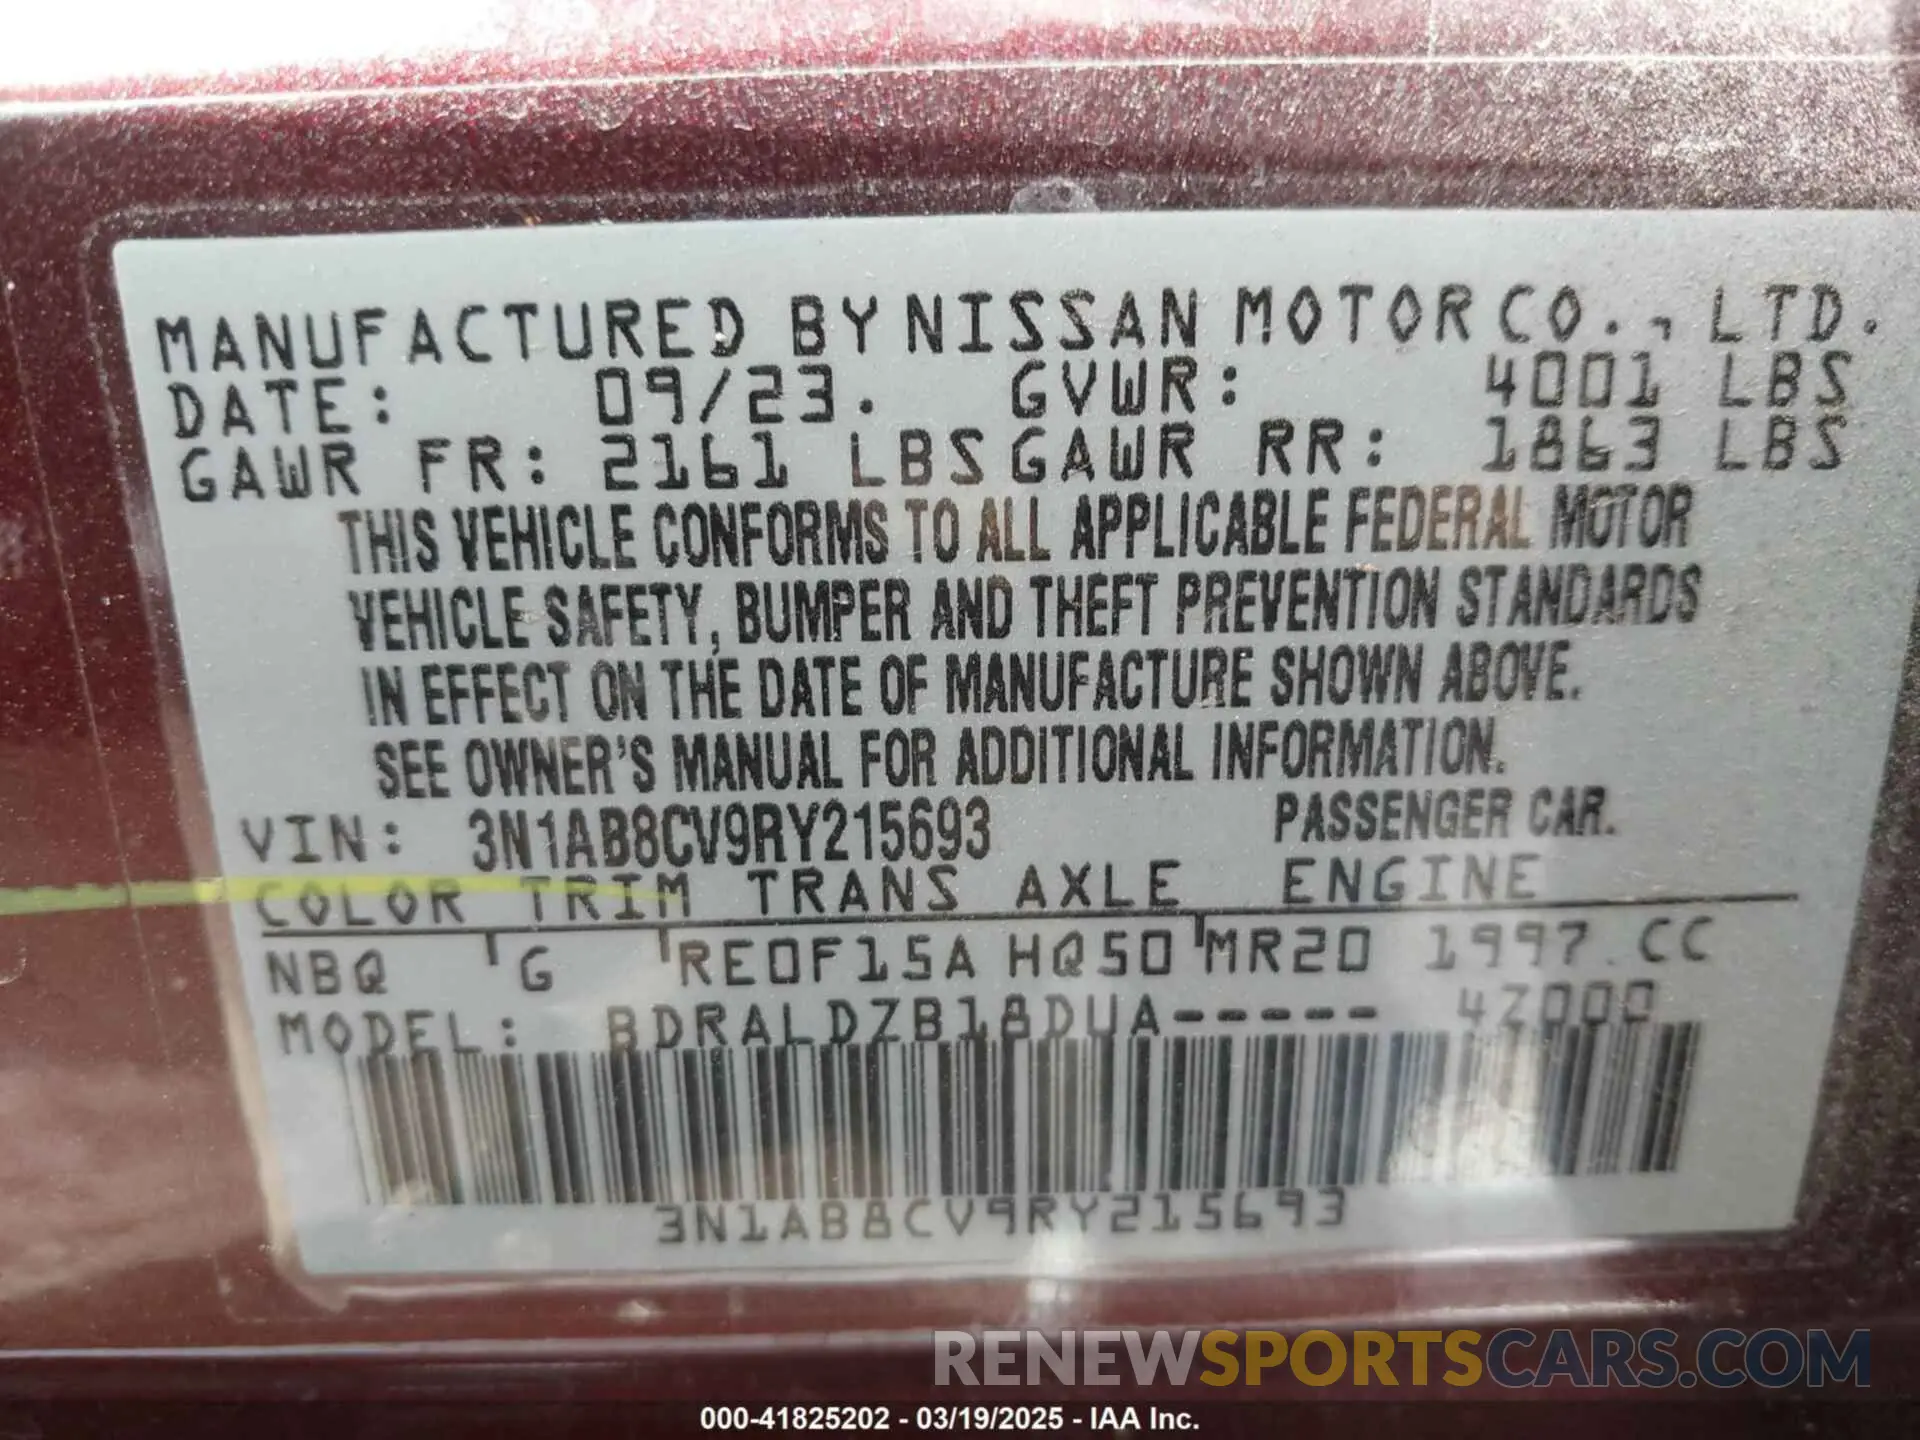 MANUFACTURED BY NISSAN MOTOR CO., LTD.
DATE: 09/23. GVWR: 4001 LBS
GAWR FR: 2161 LBS GAWR RR: 1863 LBS
THIS VEHICLE CONFORMS TO ALL APPLICABLE FEDERAL MOTOR
VEHICLE SAFETY, BUMPER AND THEFT PREVENTION STANDARDS
IN EFFECT ON THE DATE OF MANUFACTURE SHOWN ABOVE.
SEE OWNER'S MANUAL FOR ADDITIONAL INFORMATION.
VIN: 3N1AB8CV9RY215693 PASSENGER CAR.
COLOR TRIM TRANS AXLE ENGINE
NBQ G RE0F15A HQ50 MR20 1997 CC
MODEL: BDRALDZB18DUA----- 4Z000
3N1AB8CV9RY215693
RENEWSPORTSCARS.COM
000-41825202 - 03/19/2025 - IAA Inc.